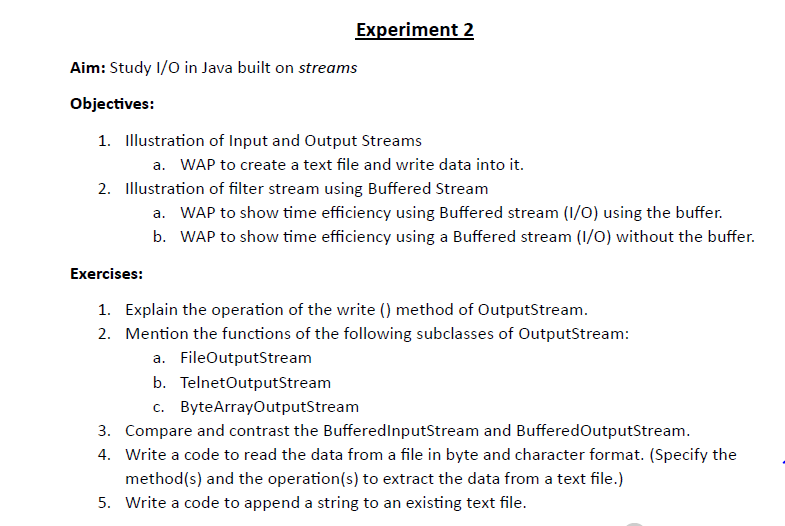 Experiment 2
Aim: Study I/O in Java built on streams
Objectives:
1. Illustration of Input and Output Streams
a. WAP to create a text file and write data into it.
2. Illustration of filter stream using Buffered Stream
a. WAP to show time efficiency using Buffered stream (I/O) using the buffer.
b. WAP to show time efficiency using a Buffered stream (I/O) without the buffer.
Exercises:
1. Explain the operation of the write () method of OutputStream.
2. Mention the functions of the following subclasses of OutputStream:
a. FileOutputStream
b. TelnetOutputStream
c. ByteArrayOutputStream
3. Compare and contrast the BufferedInputStream and BufferedOutputStream.
4. Write a code to read the data from a file in byte and character format. (Specify the
method(s) and the operation(s) to extract the data from a text file.)
5. Write a code to append a string to an existing text file.